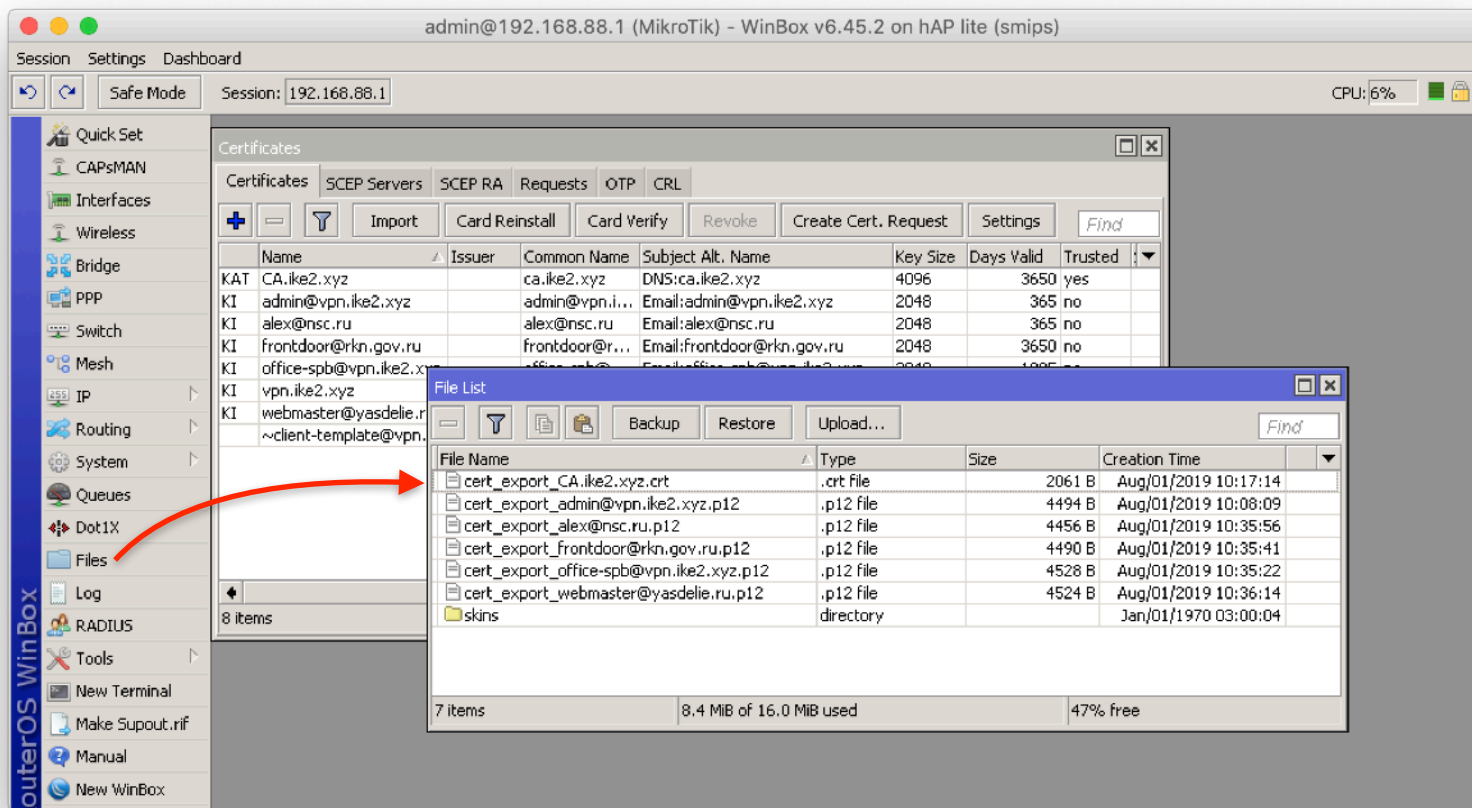 admin@192.168.88.1 (MikroTik) - WinBox v6.45.2 on hAP lite (smips)
Session Settings Dashboard
Safe Mode Session: 192.168.88.1 CPU: 6%
Quick Set
CAPsMAN
Interfaces
Wireless
Bridge
PPP
Switch
Mesh
IP
Routing
System
Queues
Dot1X
Files
Log
RADIUS
Tools
New Terminal
Make Supout.rif
Manual
New WinBox
outerOS WinBox
Certificates
Certificates SCEP Servers SCEP RA Requests OTP CRL
Import Card Reinstall Card Verify Revoke Create Cert. Request Settings Find
Name Issuer Common Name Subject Alt. Name Key Size Days Valid Trusted
KAT CA.ike2.xyz ca.ike2.xyz DNS:ca.ike2.xyz 4096 3650 yes
KI admin@vpn.ike2.xyz admin@vpn.i... Email:admin@vpn.ike2.xyz 2048 365 no
KI alex@nsc.ru alex@nsc.ru Email:alex@nsc.ru 2048 365 no
KI frontdoor@rkn.gov.ru frontdoor@r... Email:frontdoor@rkn.gov.ru 2048 3650 no
KI office-spb@vpn.ike2.xyz
KI vpn.ike2.xyz
KI webmaster@yasdelie.r
~client-template@vpn.
8 items
File List
Backup Restore Upload... Find
File Name Type Size Creation Time
cert_export_CA.ike2.xyz.crt .crt file 2061 B Aug/01/2019 10:17:14
cert_export_admin@vpn.ike2.xyz.p12 .p12 file 4494 B Aug/01/2019 10:08:09
cert_export_alex@nsc.ru.p12 .p12 file 4456 B Aug/01/2019 10:35:56
cert_export_frontdoor@rkn.gov.ru.p12 .p12 file 4490 B Aug/01/2019 10:35:41
cert_export_office-spb@vpn.ike2.xyz.p12 .p12 file 4528 B Aug/01/2019 10:35:22
cert_export_webmaster@yasdelie.ru.p12 .p12 file 4524 B Aug/01/2019 10:36:14
skins directory Jan/01/1970 03:00:04
7 items 8.4 MiB of 16.0 MiB used 47% free